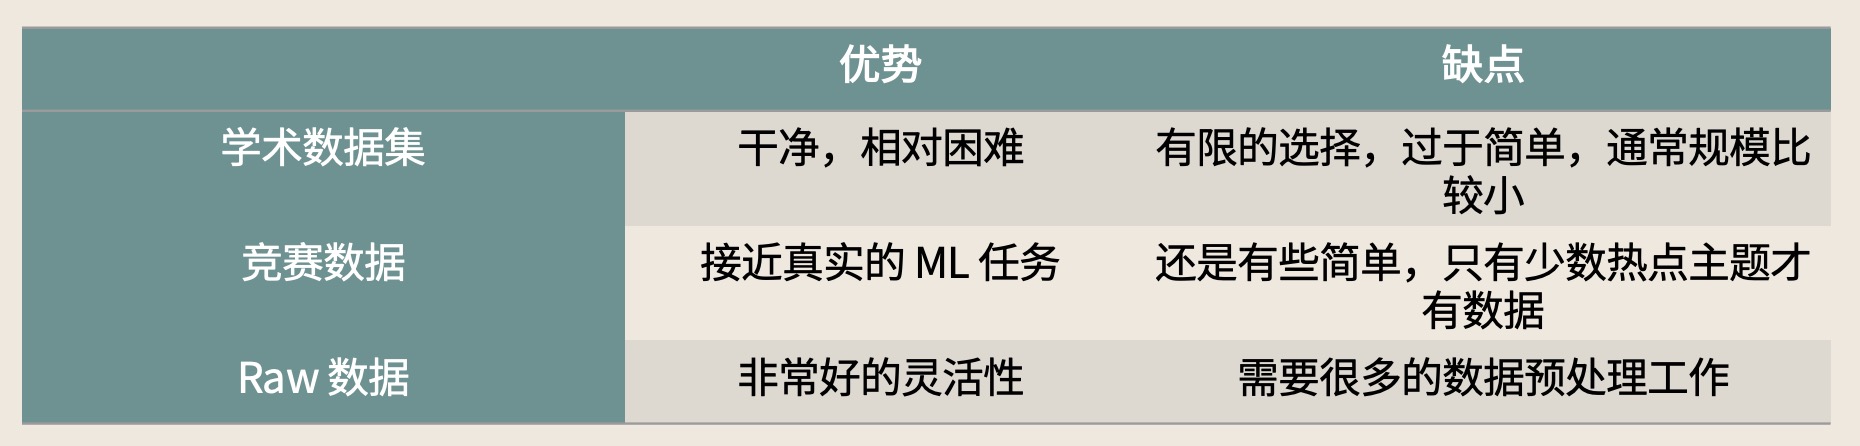 优势 缺点
学术数据集 干净，相对困难 有限的选择，过于简单，通常规模比
较小
竞赛数据 接近真实的 ML 任务 还是有些简单，只有少数热点主题才
有数据
Raw 数据 非常好的灵活性 需要很多的数据预处理工作